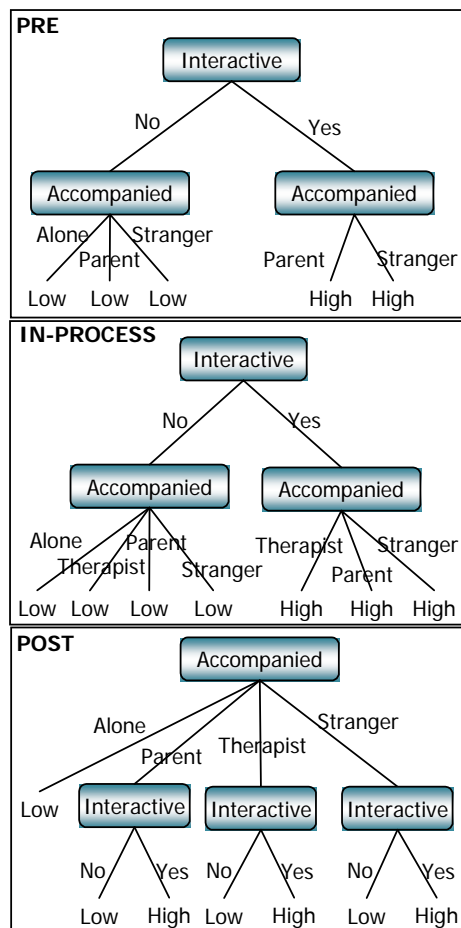 PRE
Interactive
No Yes
Accompanied Accompanied
Alone Stranger
Parent Parent Stranger
Low Low Low High High
IN-PROCESS
Interactive
No Yes
Accompanied Accompanied
Alone Parent Therapist Stranger
Therapist Stranger Parent
Low Low Low Low High High High
POST
Accompanied
Alone Stranger
Parent Therapist
Low Interactive Interactive Interactive
No Yes No Yes No Yes
Low High Low High Low High